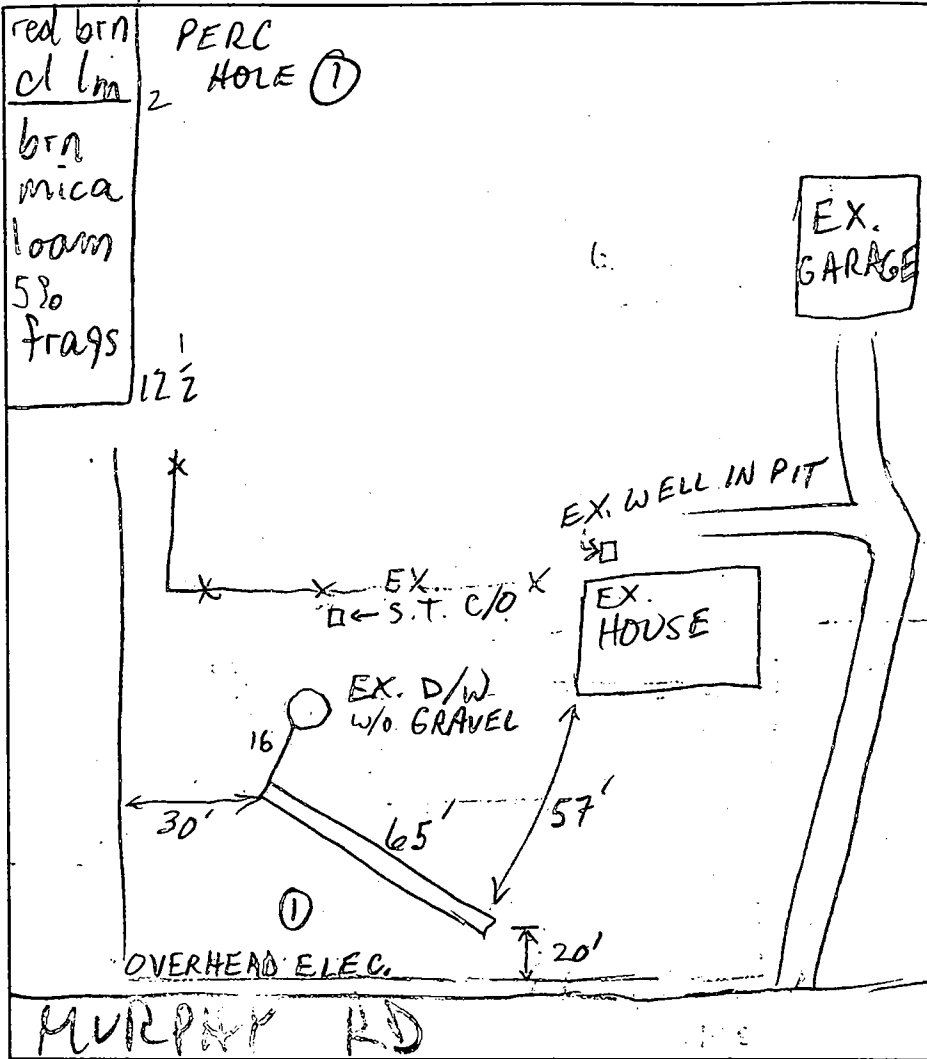 red brn
cl lm
2
brn
mica
loam
5%
frags
12 1/2
PERC
HOLE ①
EX.
GARAGE
EX. WELL IN PIT
EX.
S.T. C/O
EX.
HOUSE
EX. D/W
w/o GRAVEL
16
30'
65'
57'
①
20'
OVERHEAD ELEC.
MURPHY RD